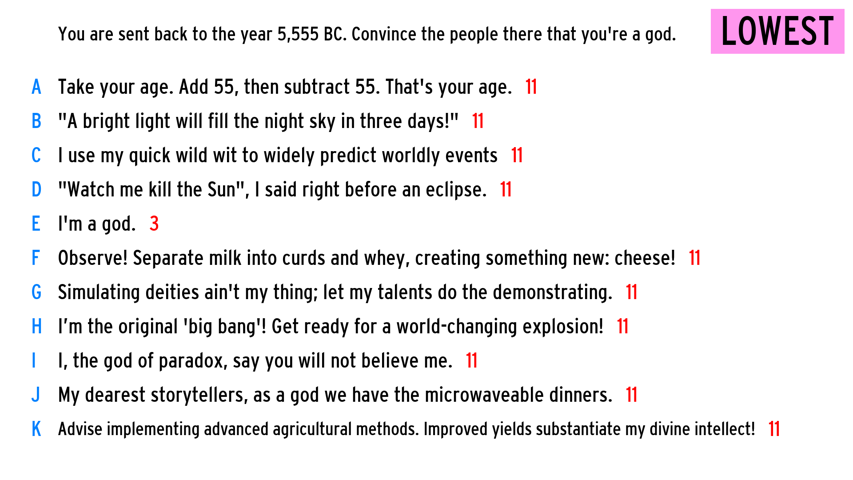 You are sent back to the year 5,555 BC. Convince the people there that you're a god.
LOWEST
A Take your age. Add 55, then subtract 55. That's your age. 11
B "A bright light will fill the night sky in three days!" 11
C I use my quick wild wit to widely predict worldly events 11
D "Watch me kill the Sun", I said right before an eclipse. 11
E I'm a god. 3
F Observe! Separate milk into curds and whey, creating something new: cheese! 11
G Simulating deities ain't my thing; let my talents do the demonstrating. 11
H I’m the original 'big bang'! Get ready for a world-changing explosion! 11
I I, the god of paradox, say you will not believe me. 11
J My dearest storytellers, as a god we have the microwaveable dinners. 11
K Advise implementing advanced agricultural methods. Improved yields substantiate my divine intellect! 11